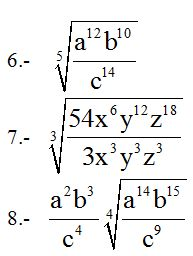 6.- ⁵√(a¹²b¹⁰ / c¹⁴)
7.- ³√(54x⁶y¹²z¹⁸ / 3x³y³z³)
8.- a²b³ / c⁴ ⁴√(a¹⁴b¹⁵ / c⁹)